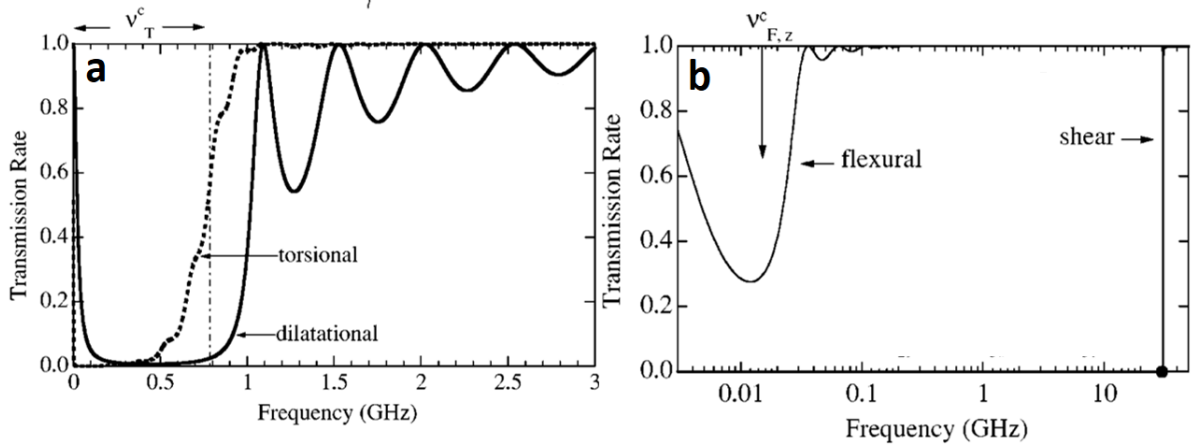 ν^c_T
a
Transmission Rate
1.0
0.8
0.6
0.4
0.2
0.0
torsional
dilatational
0
0.5
1
1.5
2
2.5
3
Frequency (GHz)
ν^c_{F, z}
b
Transmission Rate
1.0
0.8
0.6
0.4
0.2
0.0
shear
flexural
0.01
0.1
1
10
Frequency (GHz)